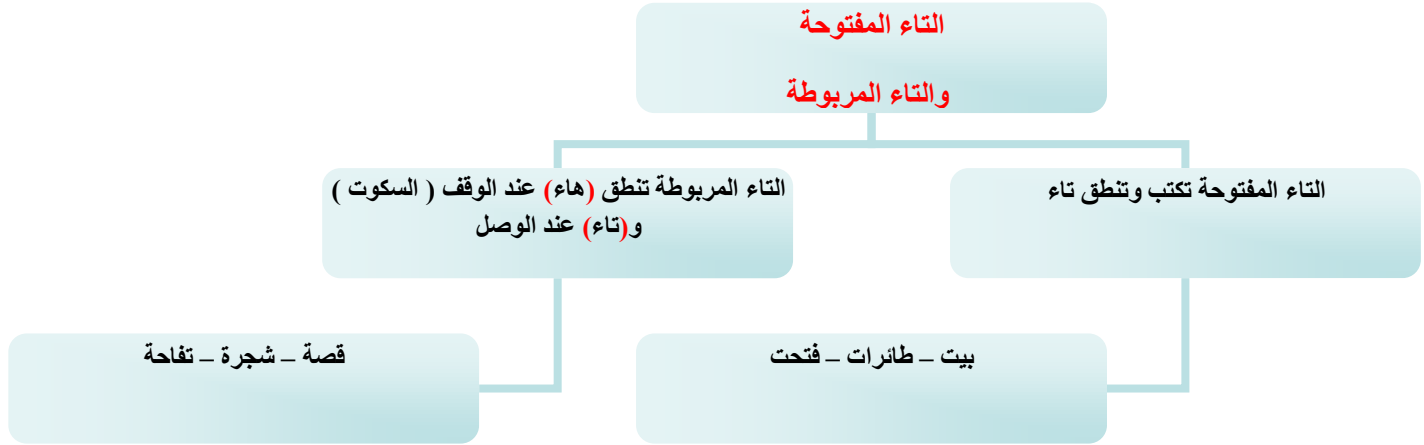 التاء المفتوحة
والتاء المربوطة
التاء المفتوحة تكتب وتنطق تاء
التاء المربوطة تنطق (هاء) عند الوقف ( السكوت )
و(تاء) عند الوصل
بيت – طائرات – فتحت
قصة – شجرة – تفاحة